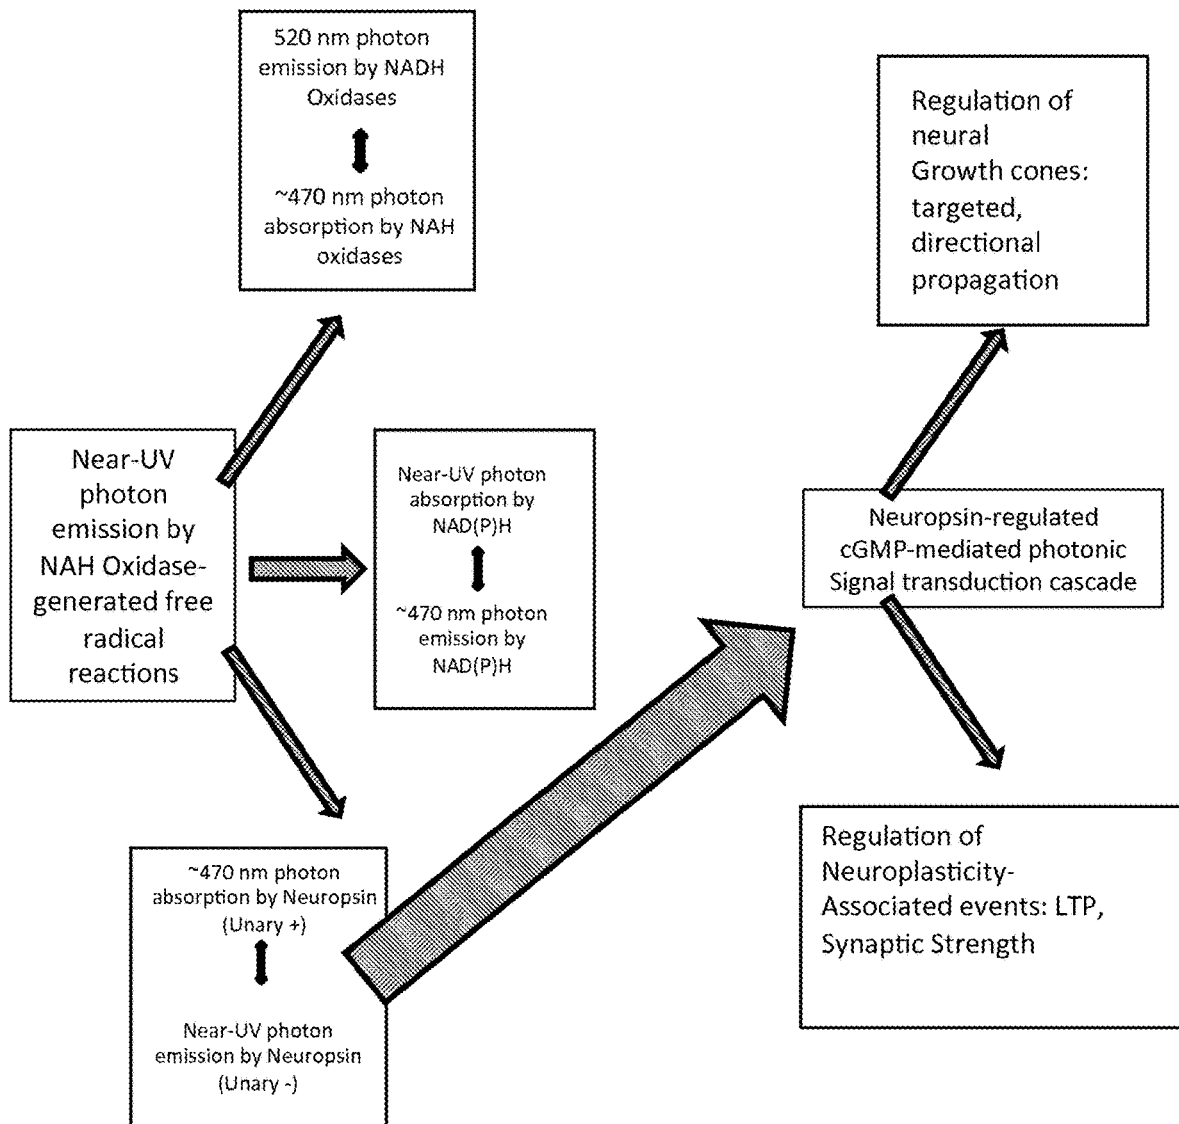 520 nm photon
emission by NADH
Oxidases
~470 nm photon
absorption by NAH
oxidases
Regulation of
neural
Growth cones:
targeted,
directional
propagation
Near-UV
photon
emission by
NAH Oxidase-
generated free
radical
reactions
Near-UV photon
absorption by
NAD(P)H
~470 nm photon
emission by
NAD(P)H
Neuropsin-regulated
cGMP-mediated photonic
Signal transduction cascade
~470 nm photon
absorption by Neuropsin
(Unary +)
Near-UV photon
emission by Neuropsin
(Unary -)
Regulation of
Neuroplasticity-
Associated events: LTP,
Synaptic Strength